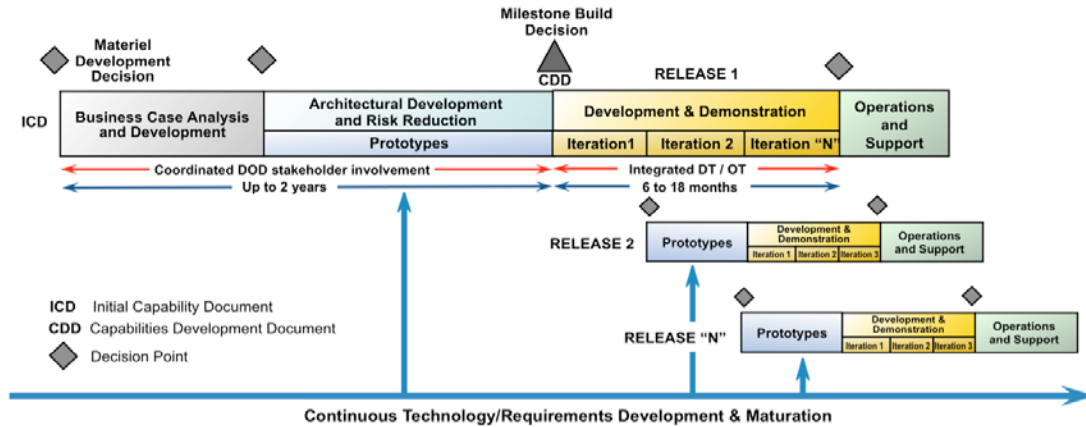 Milestone Build
Decision
Materiel
Development
Decision
CDD
RELEASE 1
ICD
Business Case Analysis
and Development
Architectural Development
and Risk Reduction
Prototypes
Development & Demonstration
Iteration1
Iteration 2
Iteration “N”
Operations
and
Support
Coordinated DOD stakeholder involvement
Up to 2 years
Integrated DT / OT
6 to 18 months
RELEASE 2
Prototypes
Development &
Demonstration
Iteration 1
Iteration 2
Iteration 3
Operations
and Support
RELEASE “N”
Prototypes
Development &
Demonstration
Iteration 1
Iteration 2
Iteration 3
Operations
and Support
ICD Initial Capability Document
CDD Capabilities Development Document
Decision Point
Continuous Technology/Requirements Development & Maturation